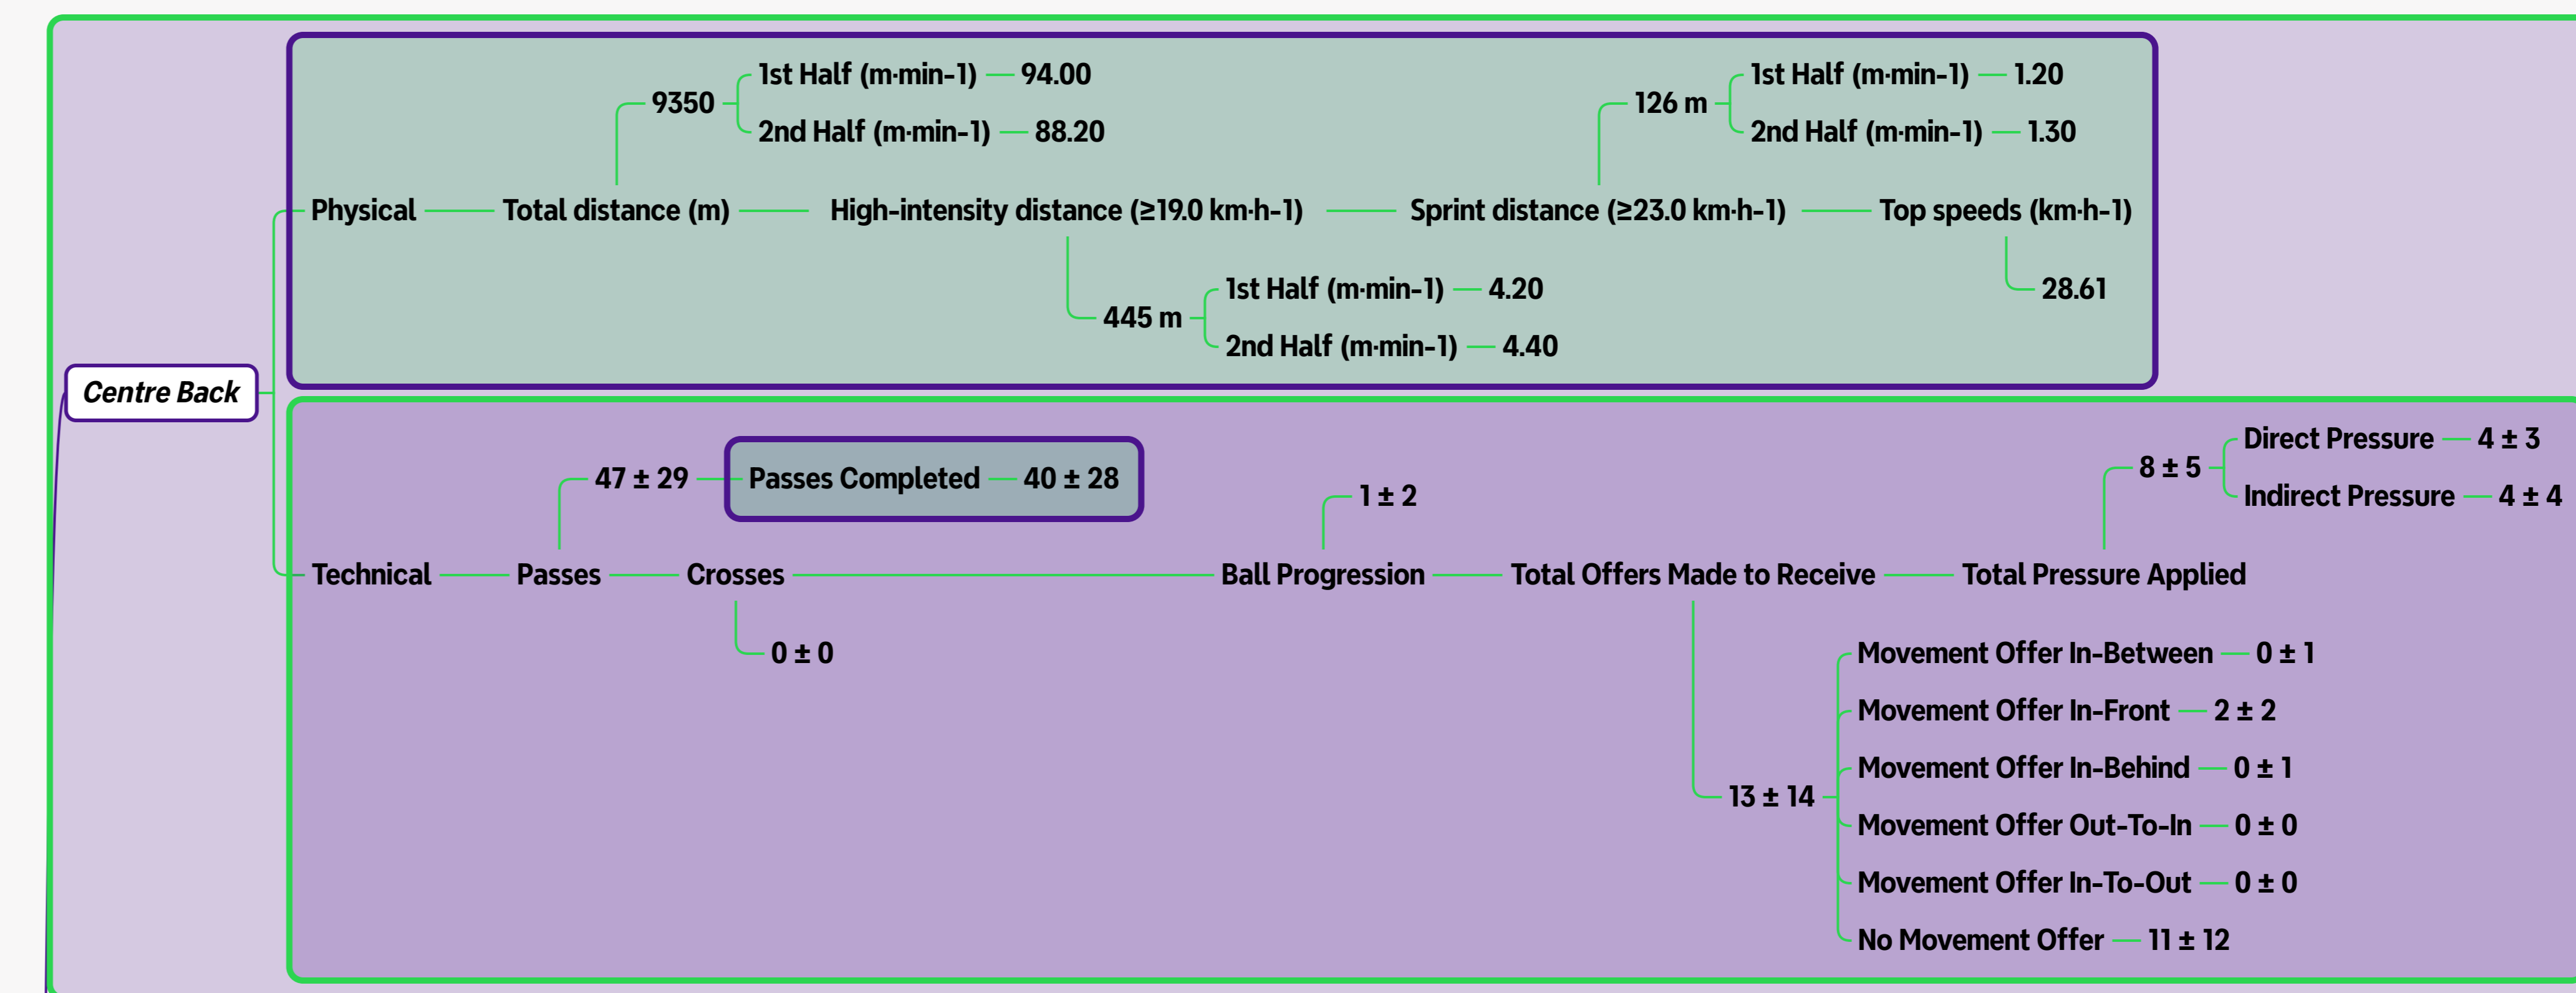 1st Half (m·min-1) 94.00
9350
2nd Half (m·min-1) 88.20
1st Half (m·min-1) 1.20
126 m
2nd Half (m·min-1) 1.30
Physical Total distance (m) High-intensity distance (≥19.0 km·h-1) Sprint distance (≥23.0 km·h-1) Top speeds (km·h-1)
1st Half (m·min-1) 4.20
445 m
2nd Half (m·min-1) 4.40
28.61
Centre Back
47 ± 29 Passes Completed 40 ± 28
1 ± 2
Direct Pressure 4 ± 3
8 ± 5
Indirect Pressure 4 ± 4
Technical Passes Crosses Ball Progression Total Offers Made to Receive Total Pressure Applied
0 ± 0
Movement Offer In-Between 0 ± 1
Movement Offer In-Front 2 ± 2
Movement Offer In-Behind 0 ± 1
13 ± 14
Movement Offer Out-To-In 0 ± 0
Movement Offer In-To-Out 0 ± 0
No Movement Offer 11 ± 12